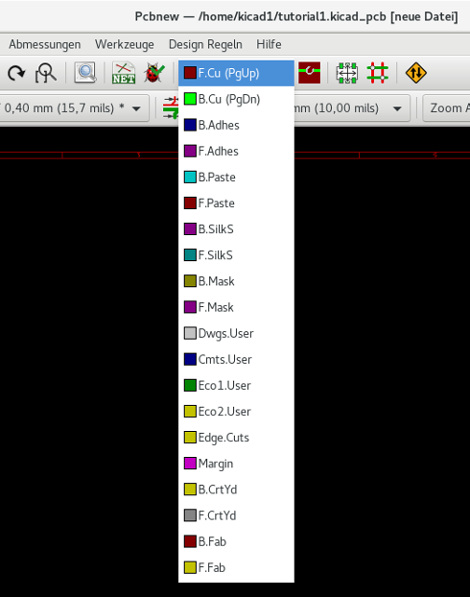 Pcbnew — /home/kicad1/tutorial1.kicad_pcb [neue Datei]
Abmessungen Werkzeuge Design Regeln Hilfe
NET
0,40 mm (15,7 mils) *
mm (10,00 mils)
Zoom A
F.Cu (PgUp)
B.Cu (PgDn)
B.Adhes
F.Adhes
B.Paste
F.Paste
B.SilkS
F.SilkS
B.Mask
F.Mask
Dwgs.User
Cmts.User
Eco1.User
Eco2.User
Edge.Cuts
Margin
B.CrtYd
F.CrtYd
B.Fab
F.Fab